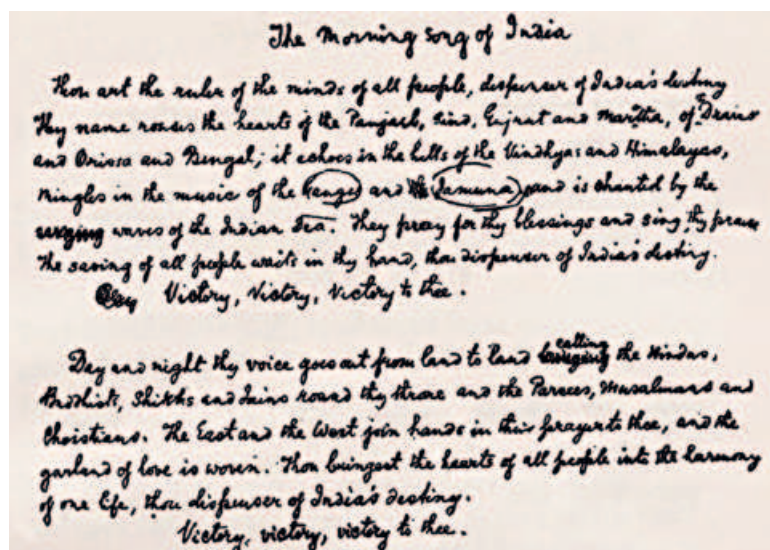 The Morning song of India
Thou art the ruler of the minds of all people, dispenser of India's destiny
Thy name rouses the hearts of the Panjaub, Sind, Gujrat and Maratha, of Dravid
and Orissa and Bengal; it echoes in the hills of the Vindhyas and Himalayas,
mingles in the music of the Ganges and Jamuna and is chanted by the
waves of the Indian Sea. They pray for thy blessings and sing thy praise
The saving of all people waits in thy hand, thou dispenser of India's destiny.
Victory, Victory, Victory to thee.
Day and night thy voice goes out from land to land calling the Hindus,
Buddhists, Shikhs and Jains round thy throne and the Parsees, Musalmans and
Christians. The East and the West join hands in their prayer to thee, and the
garland of love is woven. Thou bringest the hearts of all people into the harmony
of one life, thou dispenser of India's destiny.
Victory, victory, victory to thee.